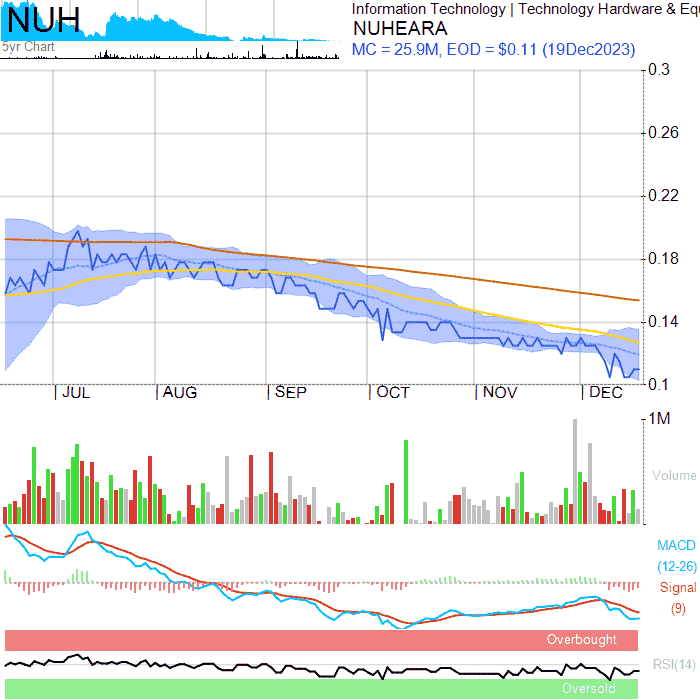 NUH
5yr Chart
Information Technology | Technology Hardware & Equ
NUHEARA
MC = 25.9M, EOD = $0.11 (19Dec2023)
0.3
0.26
0.22
0.18
0.14
0.1
JUL AUG SEP OCT NOV DEC
1M
Volume
MACD
(12-26)
Signal
(9)
Overbought
RSI(14)
Oversold